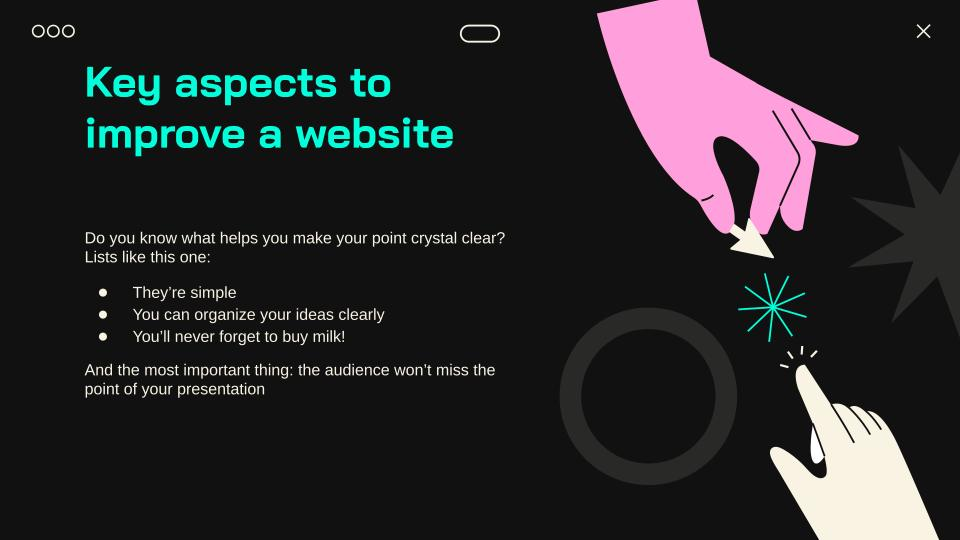 Key aspects to
improve a website
Do you know what helps you make your point crystal clear?
Lists like this one:
● They’re simple
● You can organize your ideas clearly
● You’ll never forget to buy milk!
And the most important thing: the audience won’t miss the
point of your presentation